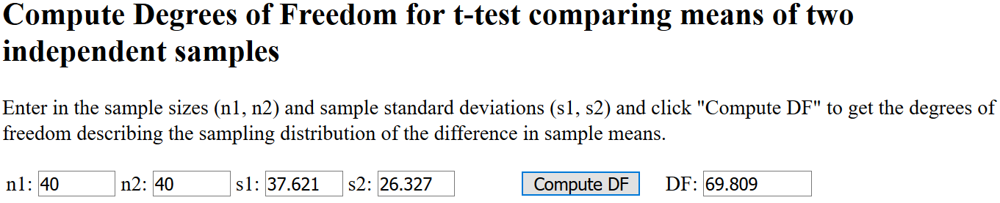 Compute Degrees of Freedom for t-test comparing means of two
independent samples
Enter in the sample sizes (n1, n2) and sample standard deviations (s1, s2) and click "Compute DF" to get the degrees of
freedom describing the sampling distribution of the difference in sample means.
n1: 40 n2: 40 s1: 37.621 s2: 26.327 Compute DF DF: 69.809